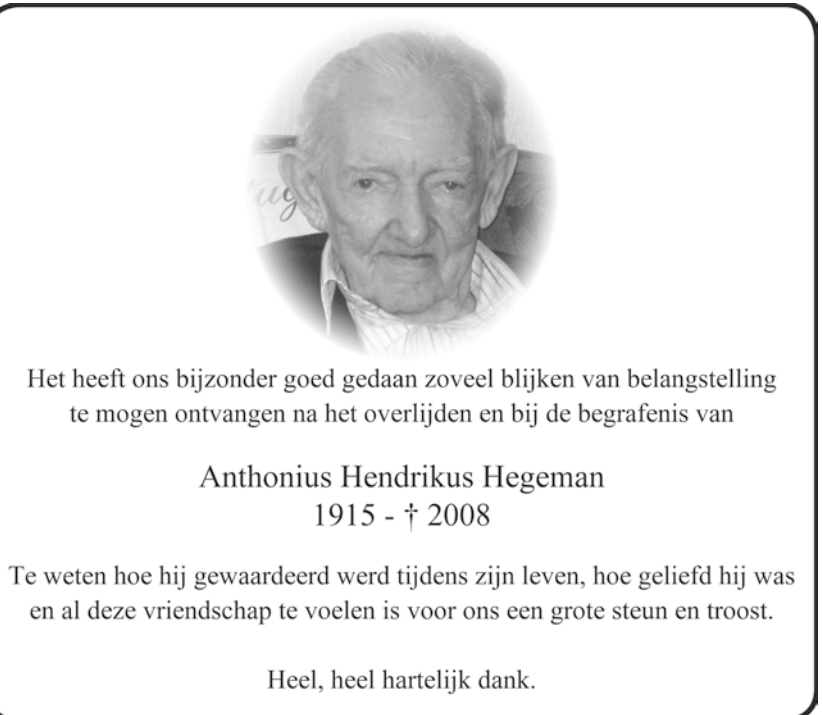 Het heeft ons bijzonder goed gedaan zoveel blijken van belangstelling
te mogen ontvangen na het overlijden en bij de begrafenis van
Anthonius Hendrikus Hegeman
1915 - † 2008
Te weten hoe hij gewaardeerd werd tijdens zijn leven, hoe geliefd hij was
en al deze vriendschap te voelen is voor ons een grote steun en troost.
Heel, heel hartelijk dank.